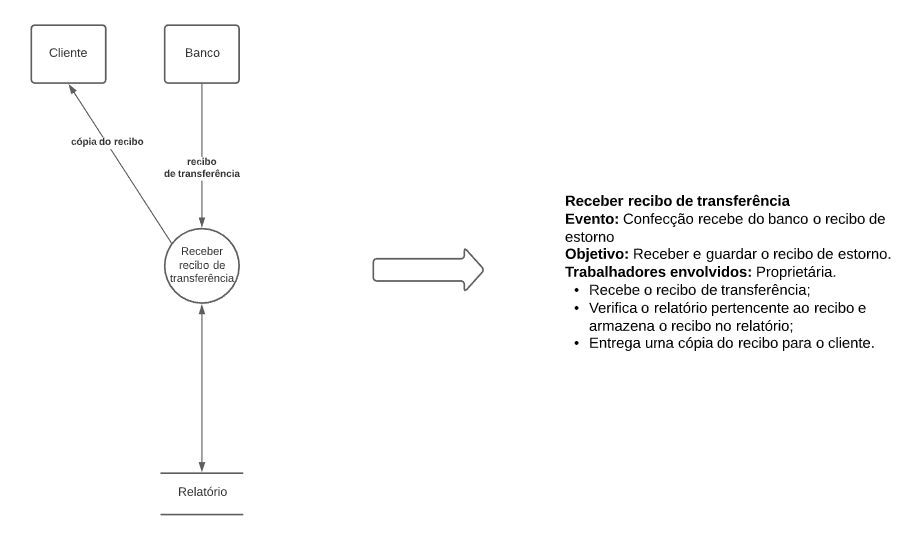 Cliente
Banco
cópia do recibo
recibo
de transferência
Receber
recibo de
transferência
Relatório
Receber recibo de transferência
Evento: Confecção recebe do banco o recibo de
estorno
Objetivo: Receber e guardar o recibo de estorno.
Trabalhadores envolvidos: Proprietária.
• Recebe o recibo de transferência;
• Verifica o relatório pertencente ao recibo e
armazena o recibo no relatório;
• Entrega uma cópia do recibo para o cliente.